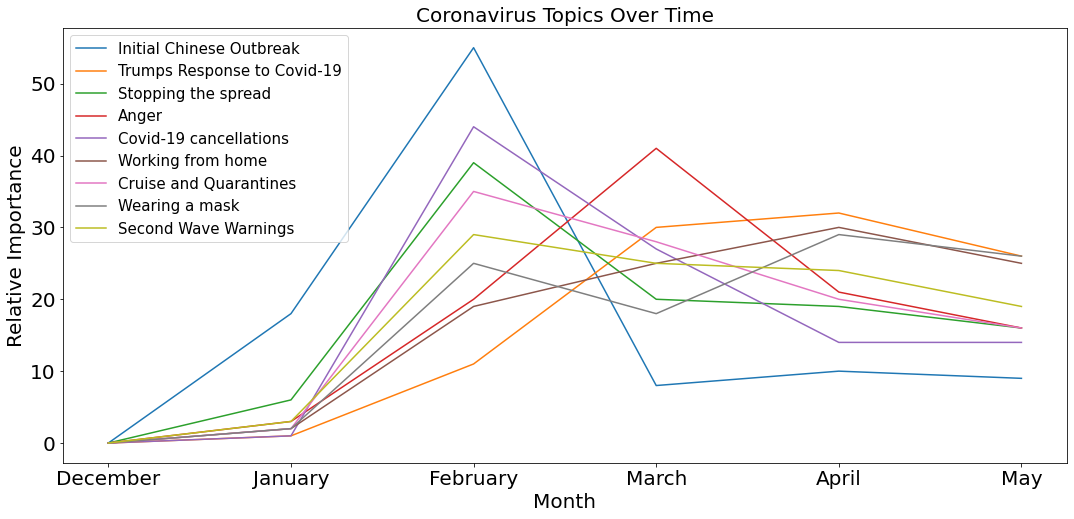 Coronavirus Topics Over Time
Initial Chinese Outbreak
Trumps Response to Covid-19
Stopping the spread
Anger
Covid-19 cancellations
Working from home
Cruise and Quarantines
Wearing a mask
Second Wave Warnings
Relative Importance
50
40
30
20
10
0
December January February March April May
Month